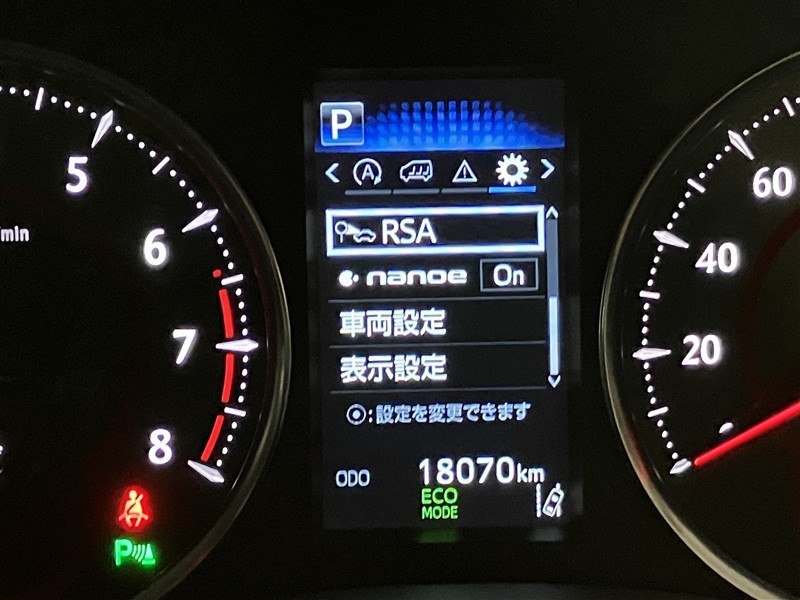 P
A
RSA
nanoe On
車両設定
表示設定
:設定を変更できます
ODO 18070km
ECO
MODE
/min
5
6
7
8
P
60
40
20